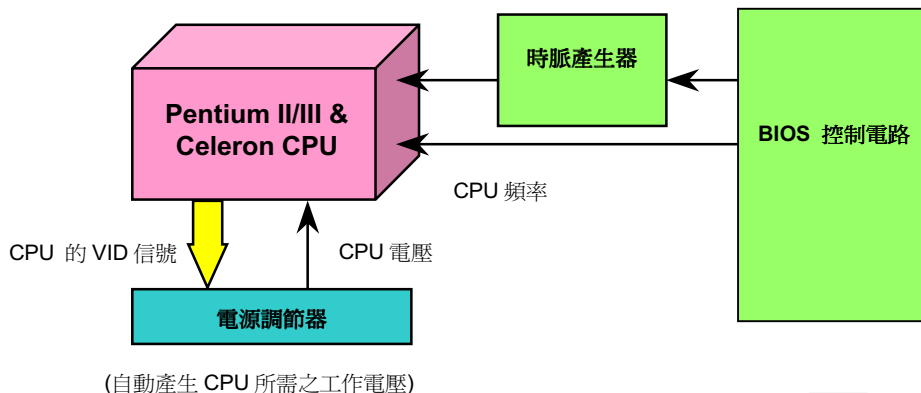 時脈產生器
Pentium II/III &
Celeron CPU
BIOS 控制電路
CPU 頻率
CPU 的 VID 信號
CPU 電壓
電源調節器
(自動產生 CPU 所需之工作電壓)